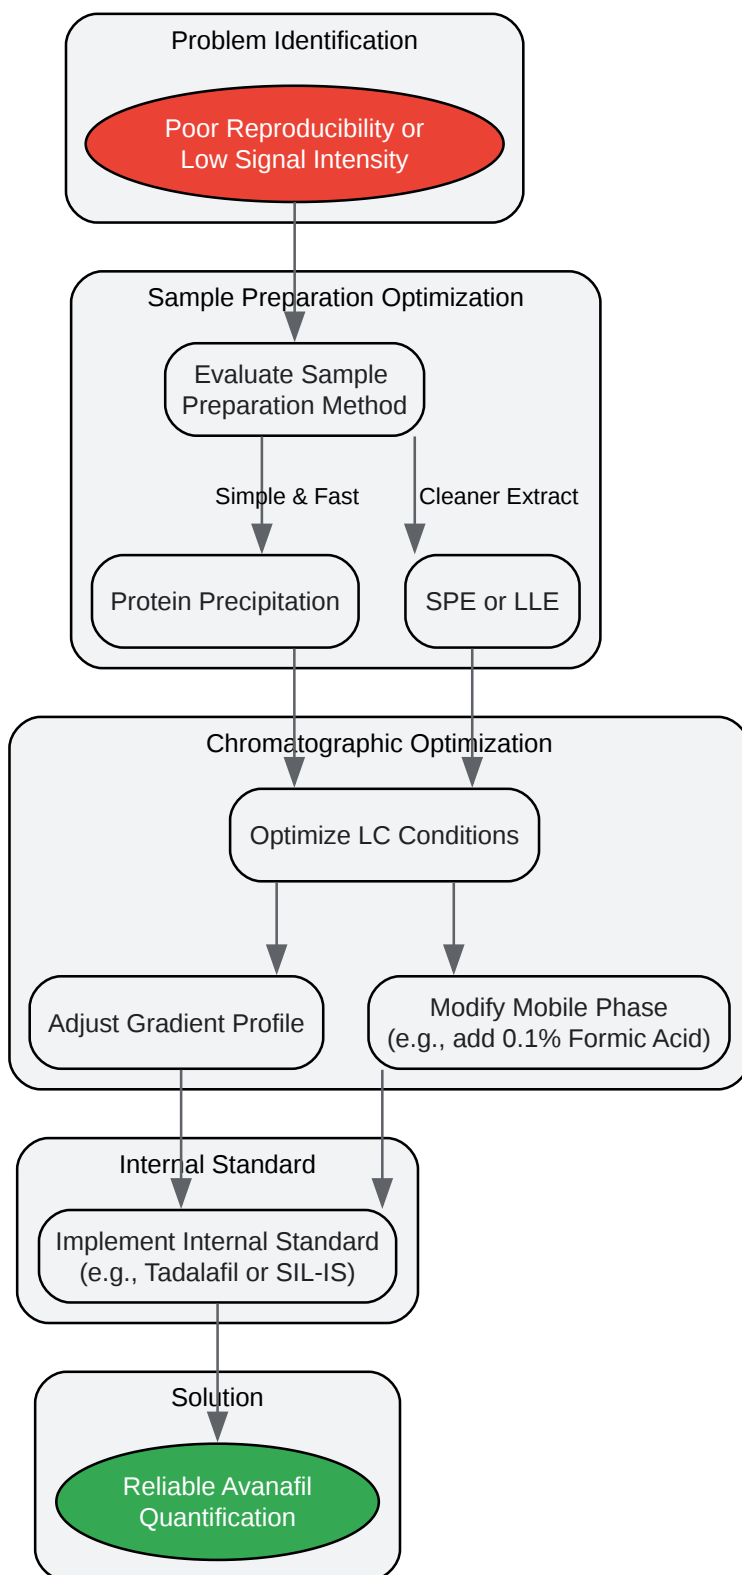 Problem Identification
Poor Reproducibility or
Low Signal Intensity
Sample Preparation Optimization
Evaluate Sample
Preparation Method
Simple & Fast
Cleaner Extract
Protein Precipitation
SPE or LLE
Chromatographic Optimization
Optimize LC Conditions
Adjust Gradient Profile
Modify Mobile Phase
(e.g., add 0.1% Formic Acid)
Internal Standard
Implement Internal Standard
(e.g., Tadalafil or SIL-IS)
Solution
Reliable Avanafil
Quantification